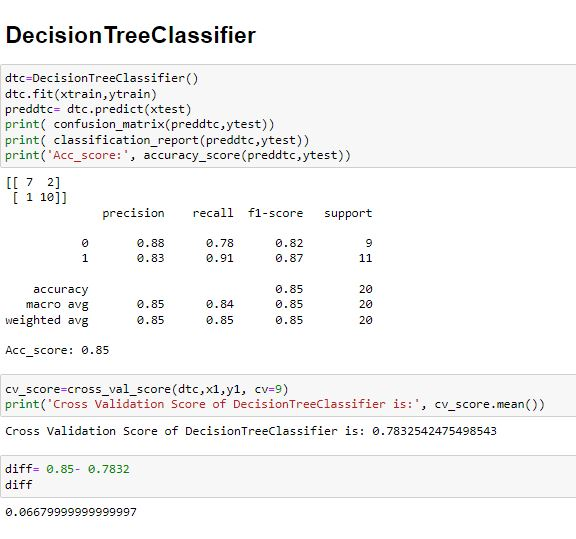 DecisionTreeClassifier
dtc=DecisionTreeClassifier()
dtc.fit(xtrain,ytrain)
preddtc= dtc.predict(xtest)
print( confusion_matrix(preddtc,ytest))
print( classification_report(preddtc,ytest))
print('Acc_score:', accuracy_score(preddtc,ytest))
[[ 7  2]
 [ 1 10]]
              precision    recall  f1-score   support

           0       0.88      0.78      0.82         9
           1       0.83      0.91      0.87        11

    accuracy                           0.85        20
   macro avg       0.85      0.84      0.85        20
weighted avg       0.85      0.85      0.85        20

Acc_score: 0.85
cv_score=cross_val_score(dtc,x1,y1, cv=9)
print('Cross Validation Score of DecisionTreeClassifier is:', cv_score.mean())
Cross Validation Score of DecisionTreeClassifier is: 0.7832542475498543
diff= 0.85- 0.7832
diff
0.06679999999999997